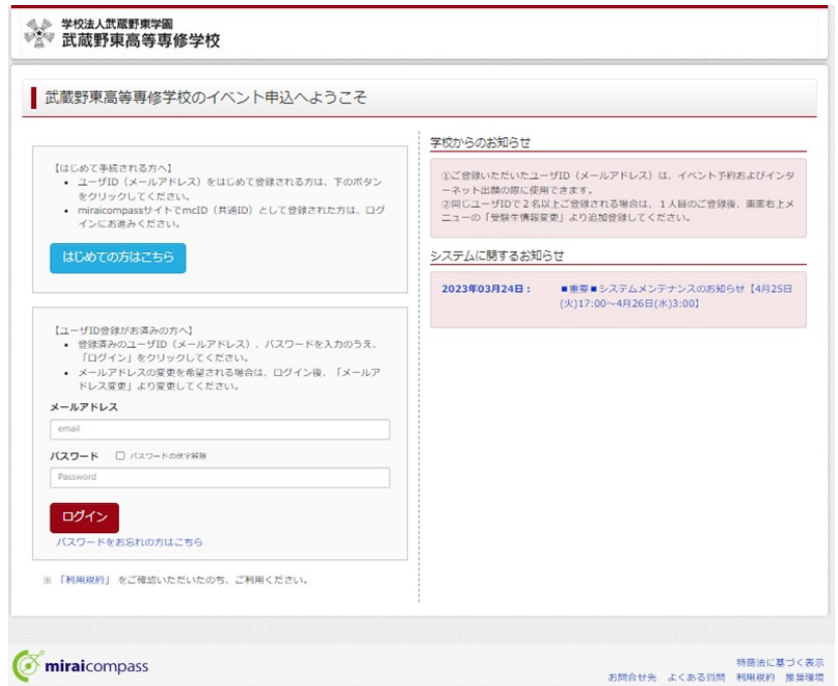 学校法人武蔵野東学園
武蔵野東高等専修学校
武蔵野東高等専修学校のイベント申込へようこそ
【はじめて手続される方へ】
• ユーザID（メールアドレス）をはじめて登録される方は、下のボタン
をクリックしてください。
• miraicompassサイトでmcID（共通ID）として登録された方は、ログ
インにお進みください。
はじめての方はこちら
【ユーザID登録がお済みの方へ】
• 登録済みのユーザID（メールアドレス）、パスワードを入力のうえ、
「ログイン」をクリックしてください。
• メールアドレスの変更を希望される場合は、ログイン後、「メールア
ドレス変更」より変更してください。
メールアドレス
email
パスワード パスワードの伏字解除
Password
ログイン
パスワードをお忘れの方はこちら
※ 「利用規約」 をご確認いただいたのち、ご利用ください。
学校からのお知らせ
①ご登録いただいたユーザID（メールアドレス）は、イベント予約およびインタ
ーネット出願の際に使用できます。
②同じユーザIDで２名以上ご登録される場合は、１人目のご登録後、画面右上メ
ニューの「受験生情報変更」より追加登録してください。
システムに関するお知らせ
2023年03月24日： ■重要■システムメンテナンスのお知らせ【4月25日
(火)17:00～4月26日(水)3:00】
miraicompass
特商法に基づく表示
お問合せ先 よくある質問 利用規約 推奨環境